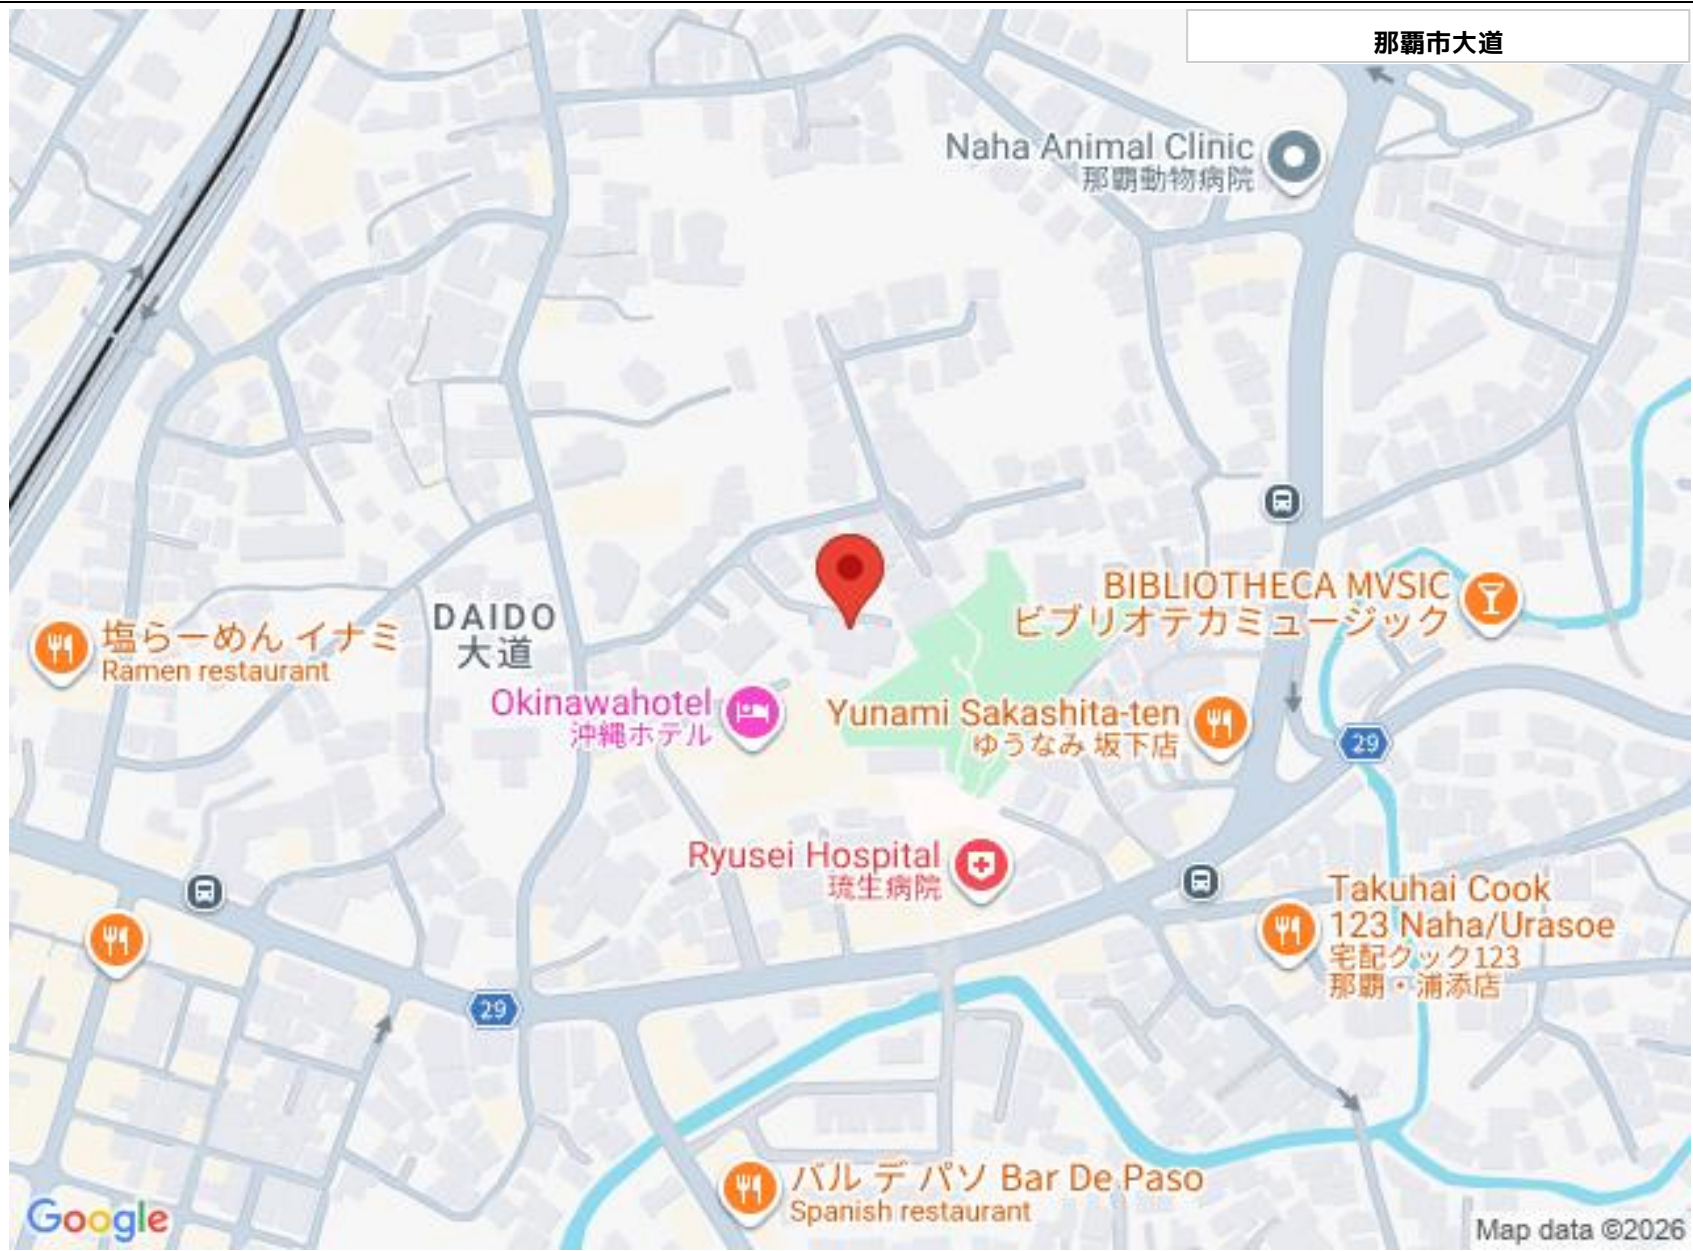 那覇市大道
Naha Animal Clinic
那覇動物病院
BIBLIOTHECA MVSIC
ビブリオテカミュージック
DAIDO
大道
塩らーめん イナミ
Ramen restaurant
Okinawahotel
沖縄ホテル
Yunami Sakashita-ten
ゆうなみ 坂下店
29
Ryusei Hospital
琉生病院
Takuhai Cook
123 Naha/Urasoe
宅配クック123
那覇・浦添店
29
バル デ パソ Bar De Paso
Spanish restaurant
Google
Map data ©2026